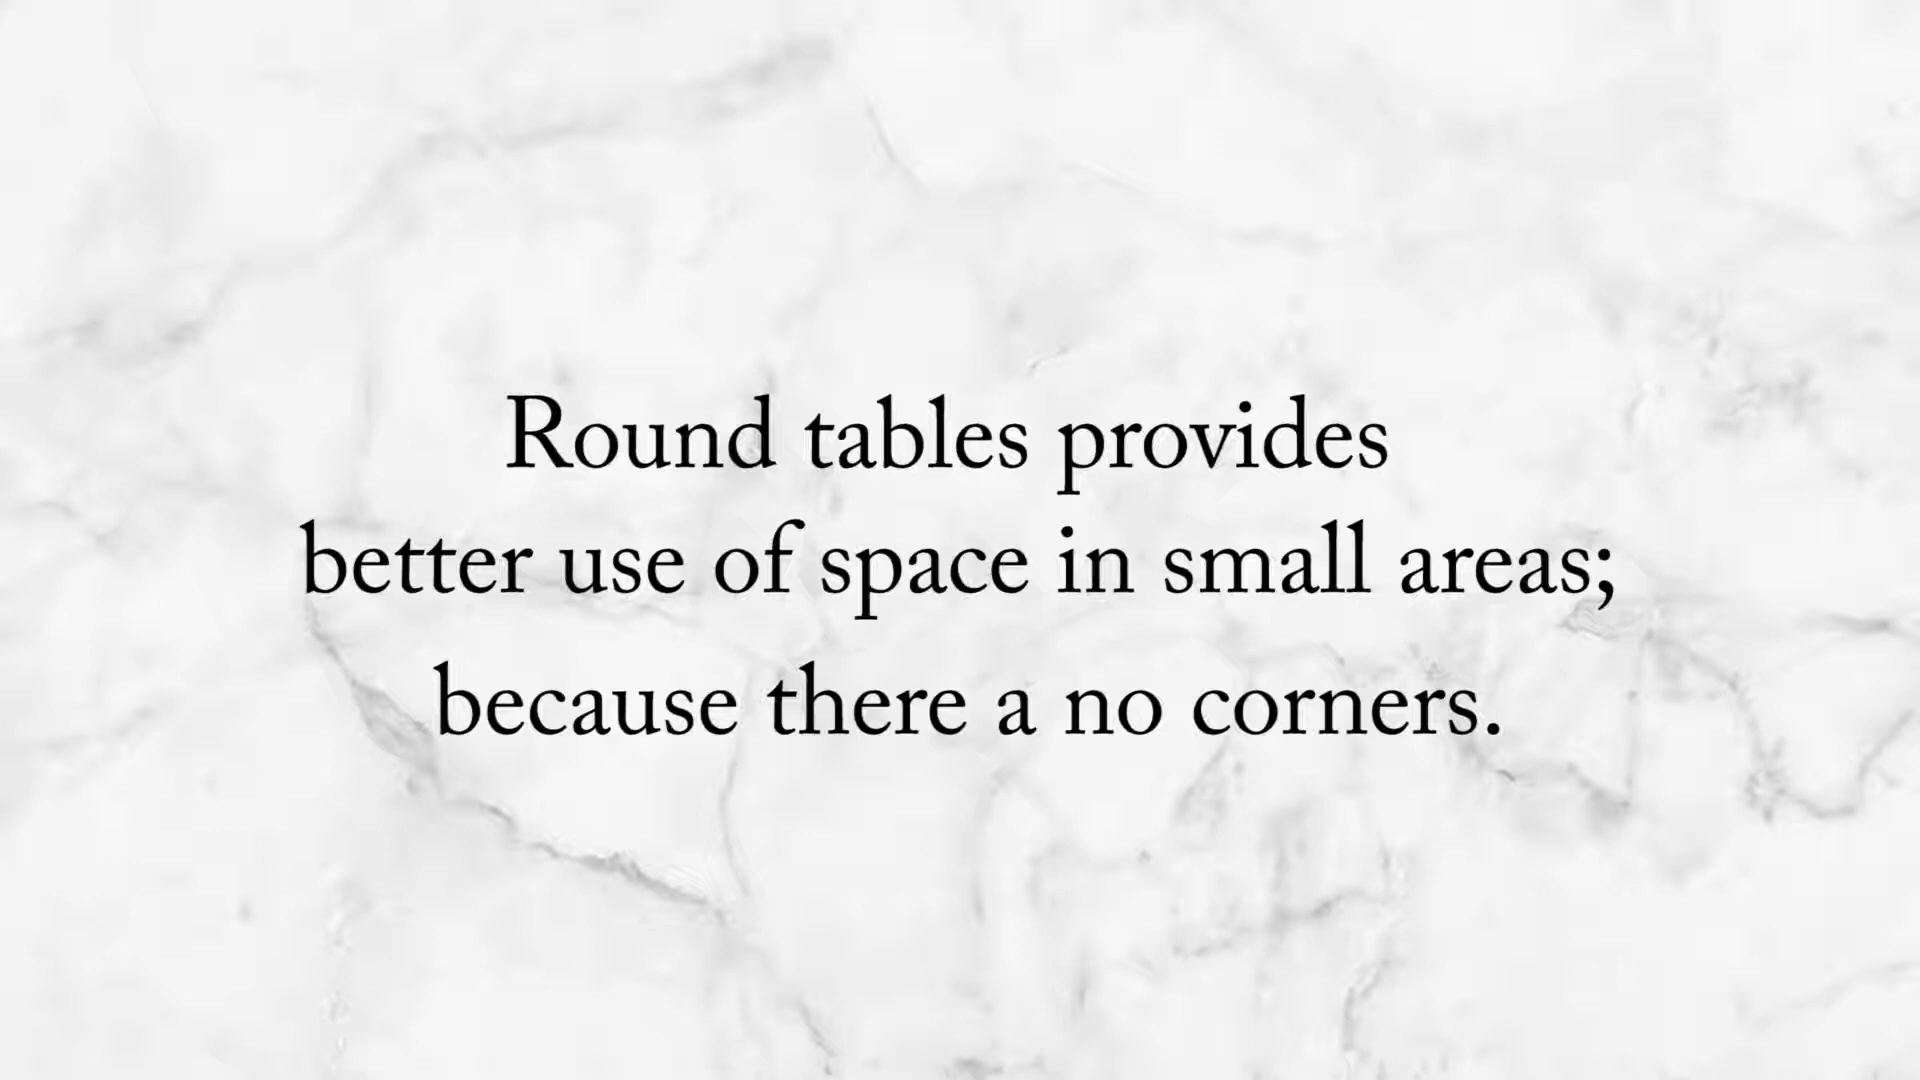 Round tables provides
better use of space in small areas;
because there a no corners.